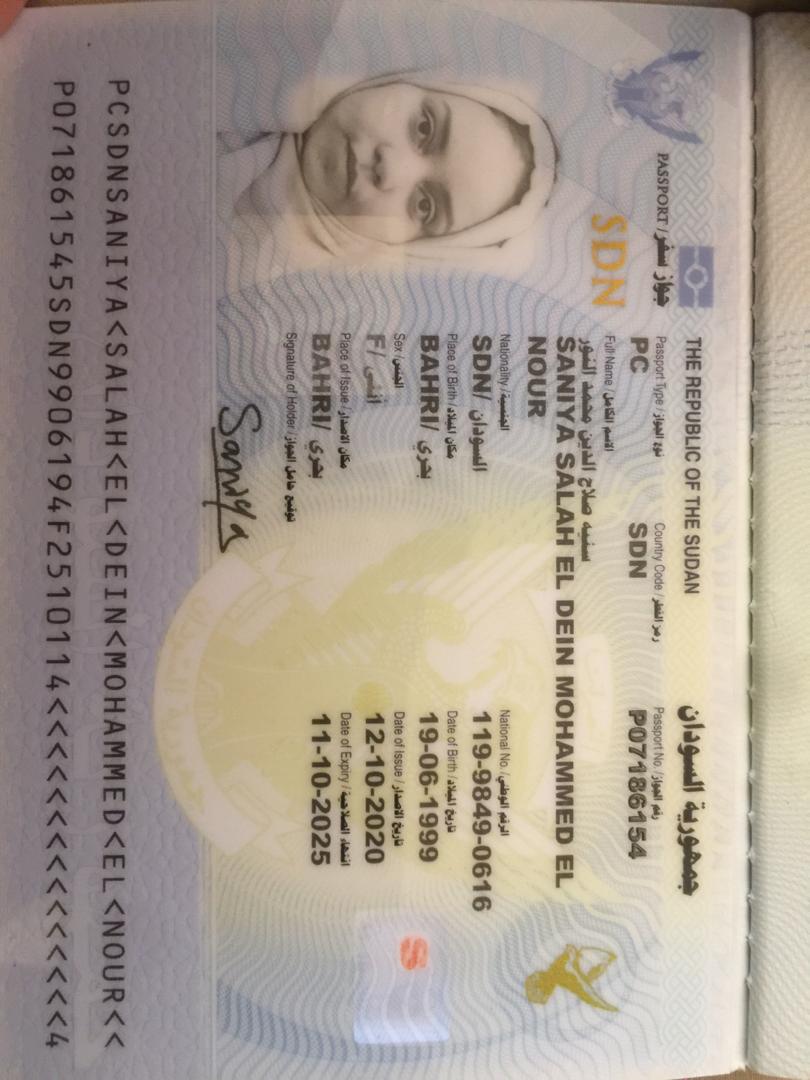 THE REPUBLIC OF THE SUDAN جمهورية السودان
PASSPORT / جواز سفر
Passport Type / نوع الجواز Country Code / رمز القطر Passport No. / رقم الجواز
PC SDN P07186154
SDN
Full Name / الاسم الكامل
سنيه صلاح الدين محمد النور
SANIYA SALAH EL DEIN MOHAMMED EL
NOUR
Nationality / الجنسية National No. / الرقم الوطني
SDN/ السودان 119-9849-0616
Place of Birth / مكان الميلاد Date of Birth / تاريخ الميلاد
BAHRI/ بحري 19-06-1999
Sex / الجنس Date of Issue / تاريخ الاصدار
F/ أنثى 12-10-2020
Place of Issue / مكان الاصدار Date of Expiry / انتهاء الصلاحية
BAHRI/ بحري 11-10-2025
Signature of Holder / توقيع حامل الجواز
Saniya
PCSDNSANIYA<SALAH<EL<DEIN<MOHAMMED<EL<NOUR<<
P071861545SDN9906194F2510114<<<<<<<<<<<<<<<4